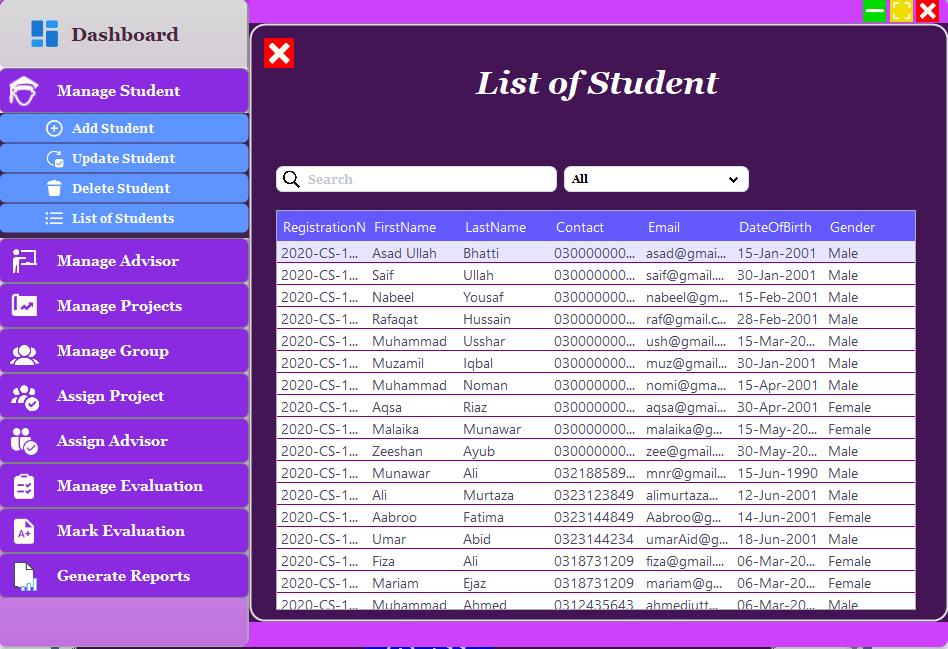 Dashboard
Manage Student
Add Student
Update Student
Delete Student
List of Students
Manage Advisor
Manage Projects
Manage Group
Assign Project
Assign Advisor
Manage Evaluation
Mark Evaluation
Generate Reports
List of Student
Search
All
RegistrationN FirstName LastName Contact Email DateOfBirth Gender
2020-CS-1... Asad Ullah Bhatti 030000000... asad@gmai... 15-Jan-2001 Male
2020-CS-1... Saif Ullah 030000000... saif@gmail.... 30-Jan-2001 Male
2020-CS-1... Nabeel Yousaf 030000000... nabeel@gm... 15-Feb-2001 Male
2020-CS-1... Rafaqat Hussain 030000000... raf@gmail.c... 28-Feb-2001 Male
2020-CS-1... Muhammad Usshar 030000000... ush@gmail.... 15-Mar-20... Male
2020-CS-1... Muzamil Iqbal 030000000... muz@gmail... 30-Jan-2001 Male
2020-CS-1... Muhammad Noman 030000000... nomi@gma... 15-Apr-2001 Male
2020-CS-1... Aqsa Riaz 030000000... aqsa@gmai... 30-Apr-2001 Female
2020-CS-1... Malaika Munawar 030000000... malaika@g... 15-May-20... Female
2020-CS-1... Zeeshan Ayub 030000000... zee@gmail.... 30-May-20... Male
2020-CS-1... Munawar Ali 032188589... mnr@gmail.... 15-Jun-1990 Male
2020-CS-1... Ali Murtaza 0323123849 alimurtaza... 12-Jun-2001 Male
2020-CS-1... Aabroo Fatima 0323144849 Aabroo@g... 14-Jun-2001 Female
2020-CS-1... Umar Abid 0323144234 umarAid@g... 18-Jun-2001 Male
2020-CS-1... Fiza Ali 0318731209 fiza@gmail.... 06-Mar-20... Female
2020-CS-1... Mariam Ejaz 0318731209 mariam@g... 06-Mar-20... Female
2020-CS-1... Muhammad Ahmed 0312435643 ahmedjutt... 06-Mar-20... Male